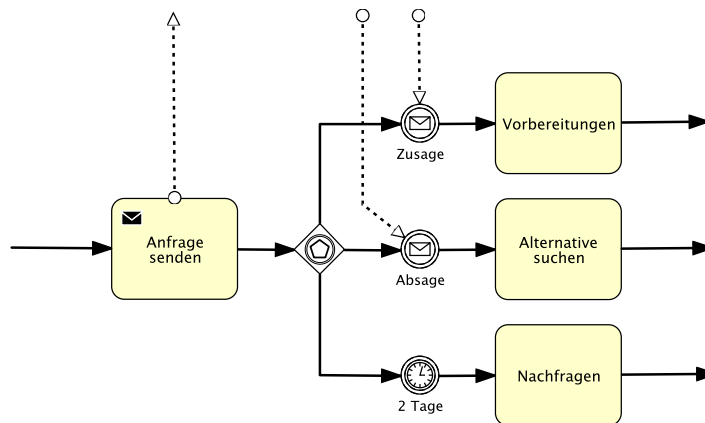 Zusage
Vorbereitungen
Anfrage
senden
Absage
Alternative
suchen
2 Tage
Nachfragen